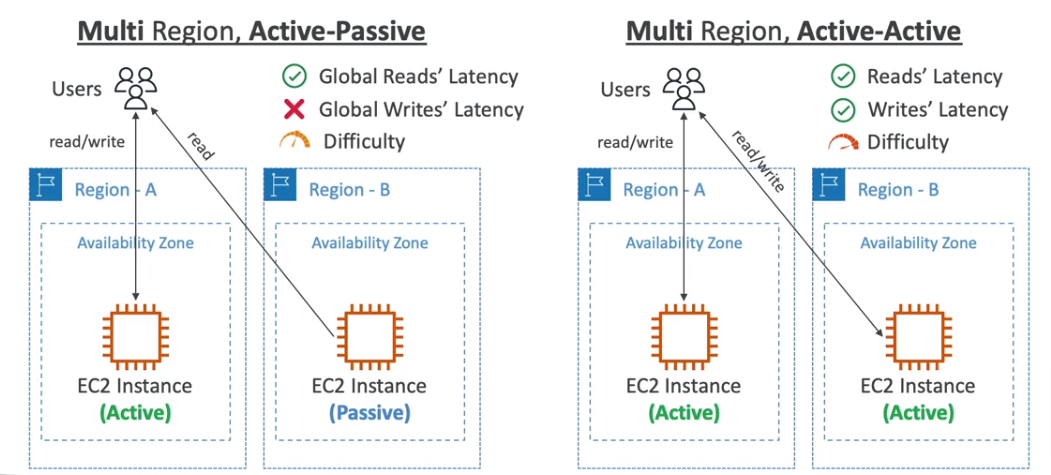 Multi Region, Active-Passive
Users
Global Reads' Latency
Global Writes' Latency
Difficulty
read/write
read
Region - A
Region - B
Availability Zone
Availability Zone
EC2 Instance
(Active)
EC2 Instance
(Passive)
Multi Region, Active-Active
Users
Reads' Latency
Writes' Latency
Difficulty
read/write
read/write
Region - A
Region - B
Availability Zone
Availability Zone
EC2 Instance
(Active)
EC2 Instance
(Active)